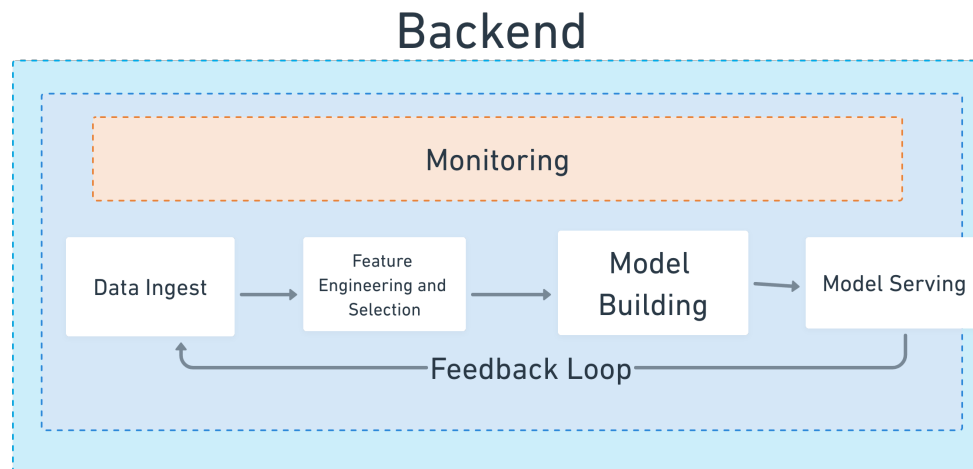 Backend
Monitoring
Data Ingest
Feature
Engineering and
Selection
Model
Building
Model Serving
Feedback Loop